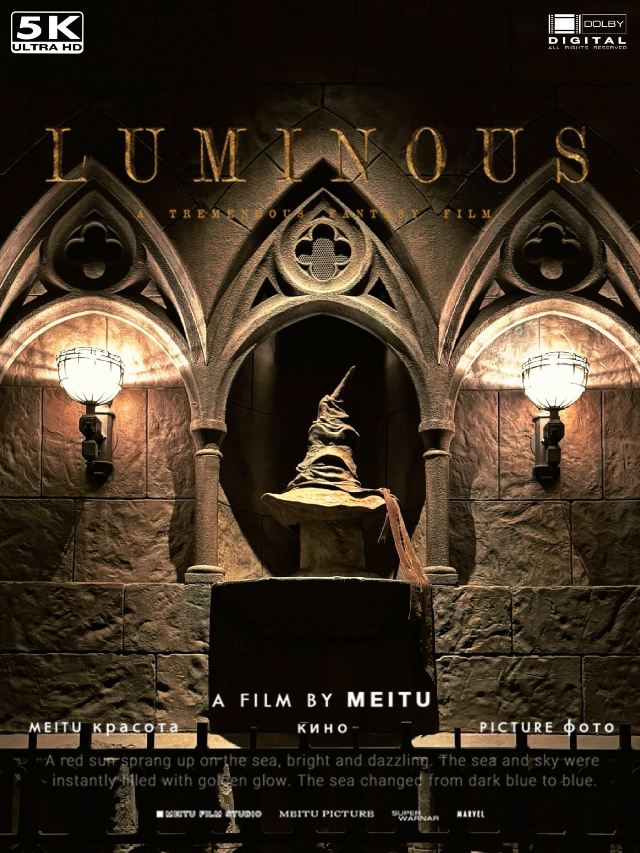 5K
ULTRA HD
DOLBY
DIGITAL
ALL RIGHTS RESERVED
LUMINOUS
A TREMENSOUS FANTASY FILM
A FILM BY MEITU
MEITU красота
кино
PICTURE фото
A red sun sprang up on the sea, bright and dazzling. The sea and sky were
instantly filled with golden glow. The sea changed from dark blue to blue.
MEITU FILM STUDIO
MEITU PICTURE
SUPER
WARNAR
MARVEL